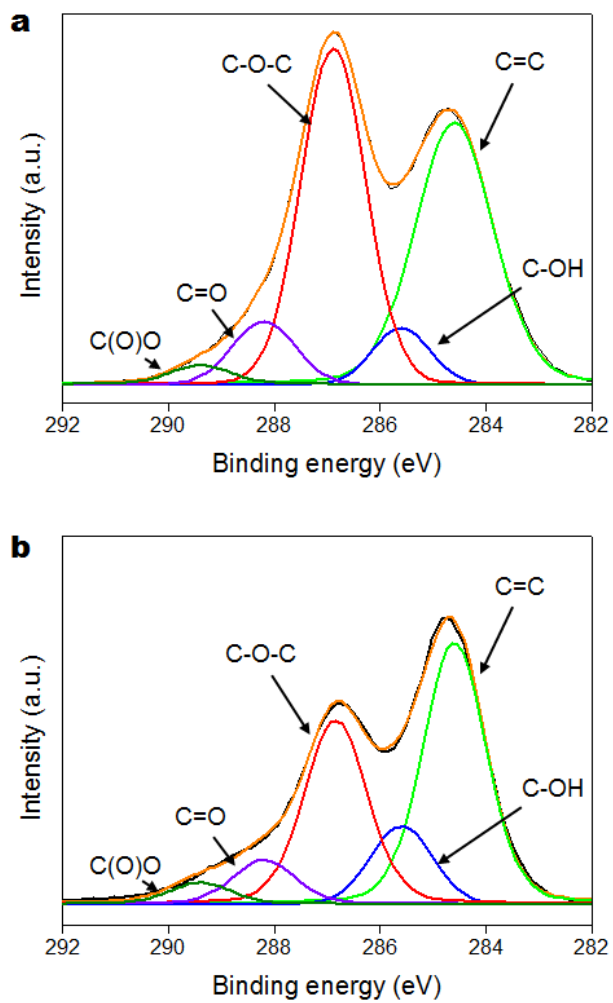 a
C-O-C
C=C
C=O
C-OH
C(O)O
Intensity (a.u.)
292 290 288 286 284 282
Binding energy (eV)
b
C=C
C-O-C
C-OH
C=O
C(O)O
Intensity (a.u.)
292 290 288 286 284 282
Binding energy (eV)